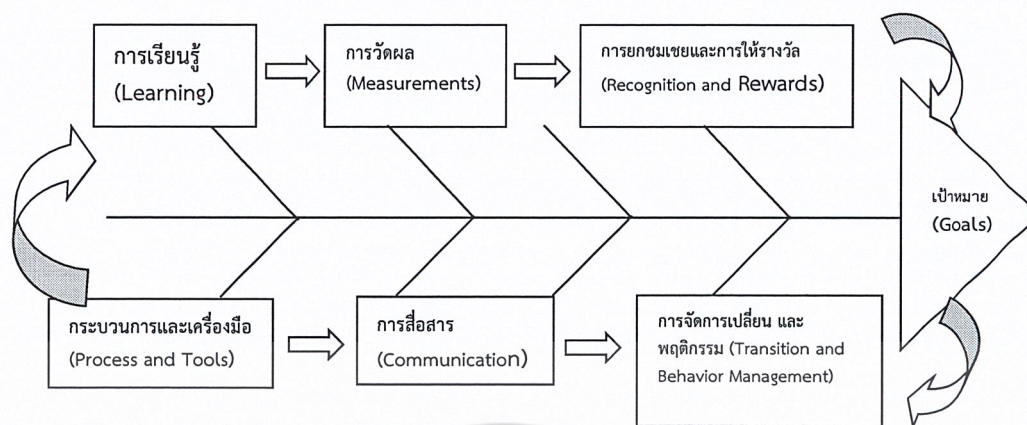 การเรียนรู้
(Learning)
การวัดผล
(Measurements)
การยกชมเชยและการให้รางวัล
(Recognition and Rewards)
เป้าหมาย
(Goals)
กระบวนการและเครื่องมือ
(Process and Tools)
การสื่อสาร
(Communication)
การจัดการเปลี่ยน และ
พฤติกรรม (Transition and
Behavior Management)